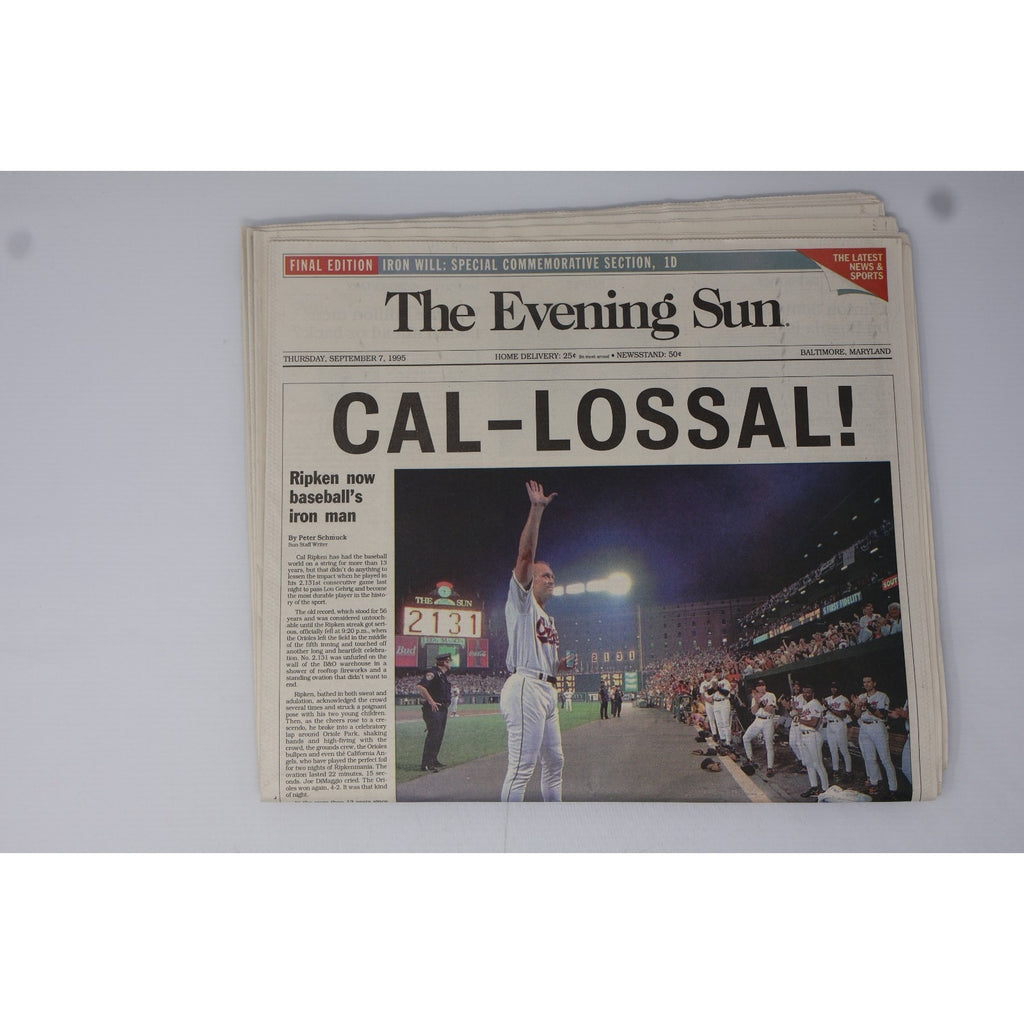 FINAL EDITION IRON WILL: SPECIAL COMMEMORATIVE SECTION, 1D
THE LATEST
NEWS &
SPORTS
The Evening Sun
THURSDAY, SEPTEMBER 7, 1995 HOME DELIVERY: 25¢ • NEWSSTAND: 50¢ BALTIMORE, MARYLAND
CAL-LOSSAL!
Ripken now
baseball's
iron man
By Peter Schmuck
Sun Staff Writer
Cal Ripken has had the baseball
world on a string for more than 13
years, but that didn't do anything to
lessen the impact when he played in
his 2,131st consecutive game last
night to pass Lou Gehrig and become
the most durable player in the histo-
ry of the sport.
The old record, which stood for 56
years and was considered untouch-
able until the Ripken streak got seri-
ous, officially fell at 9:20 p.m., when
the Orioles left the field in the middle
of the fifth inning and touched off
another long and heartfelt celebra-
tion. No. 2,131 was unfurled on the
wall of the B&O warehouse in a
shower of rooftop fireworks and a
standing ovation that didn't want to
end.
Ripken, bathed in both sweat and
adulation, acknowledged the crowd
several times and struck a poignant
pose with his two young children.
Then, as the cheers rose to a cre-
scendo, he broke into a celebratory
lap around Oriole Park, shaking
hands and high-fiving with the
crowd, the grounds crew, the Orioles
bullpen and even the California An-
gels, who have played the perfect foil
for two nights of Ripkenmania. The
ovation lasted 22 minutes, 15 sec-
onds. Joe DiMaggio cried. The Ori-
oles won again, 4-2. It was that kind
of night.
THE SUN
2131
Bud
Coca-Cola
2131
FIRST FIDELITY
SOUT